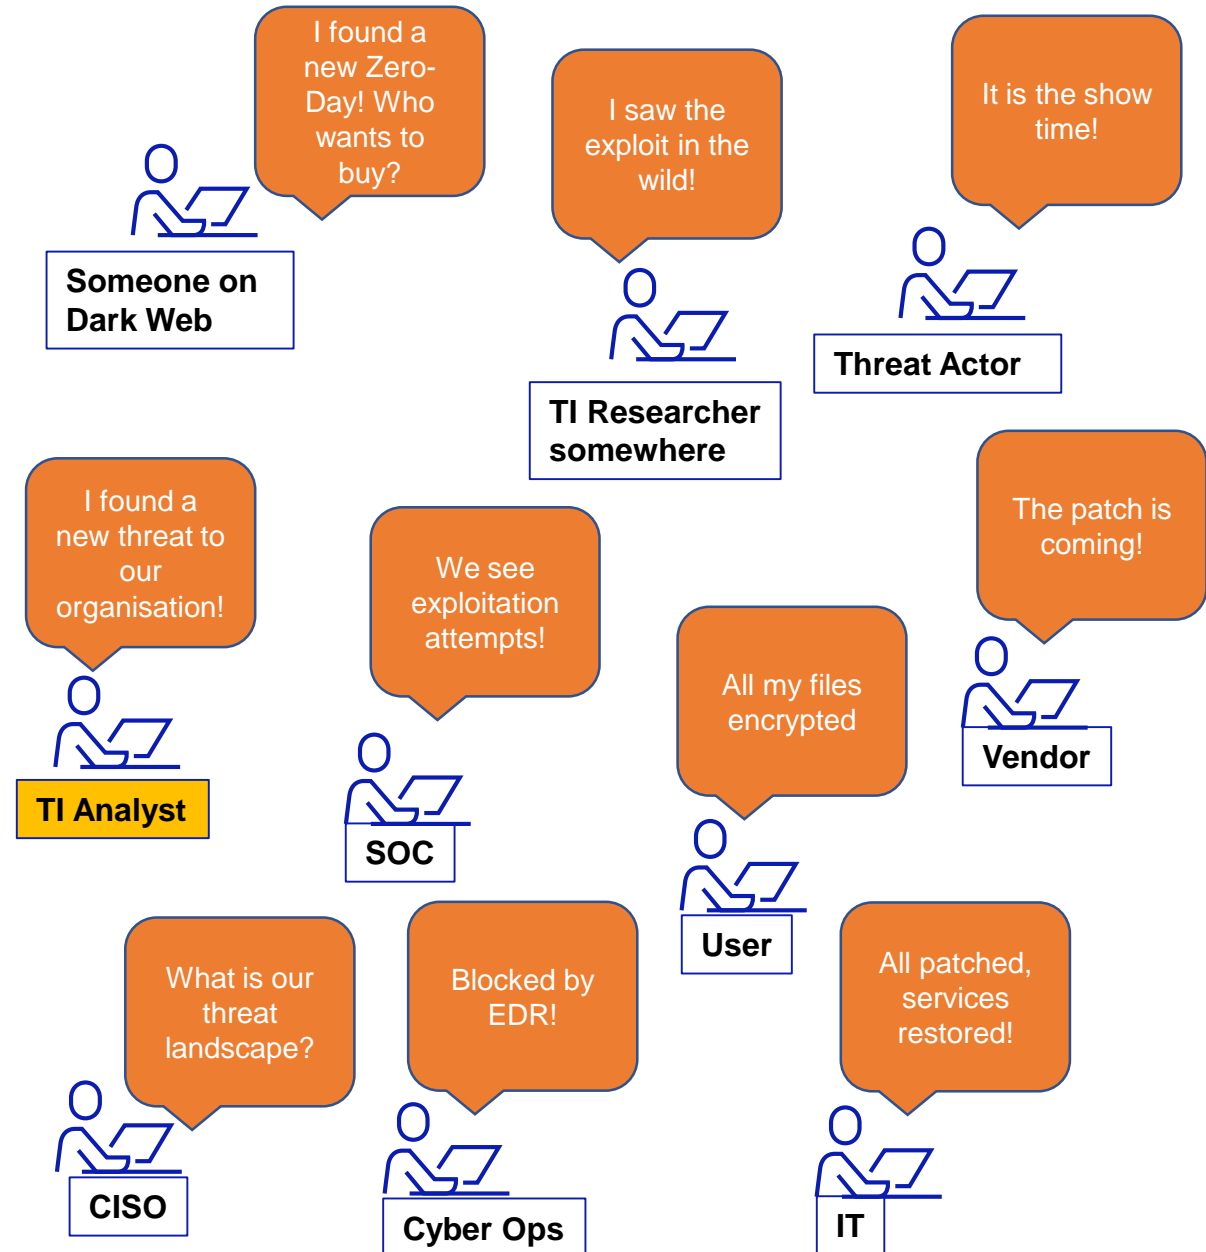 I found a
new Zero-
Day! Who
wants to
buy?
Someone on
Dark Web
I saw the
exploit in the
wild!
TI Researcher
somewhere
It is the show
time!
Threat Actor
I found a
new threat to
our
organisation!
TI Analyst
We see
exploitation
attempts!
SOC
All my files
encrypted
User
The patch is
coming!
Vendor
What is our
threat
landscape?
CISO
Blocked by
EDR!
Cyber Ops
All patched,
services
restored!
IT